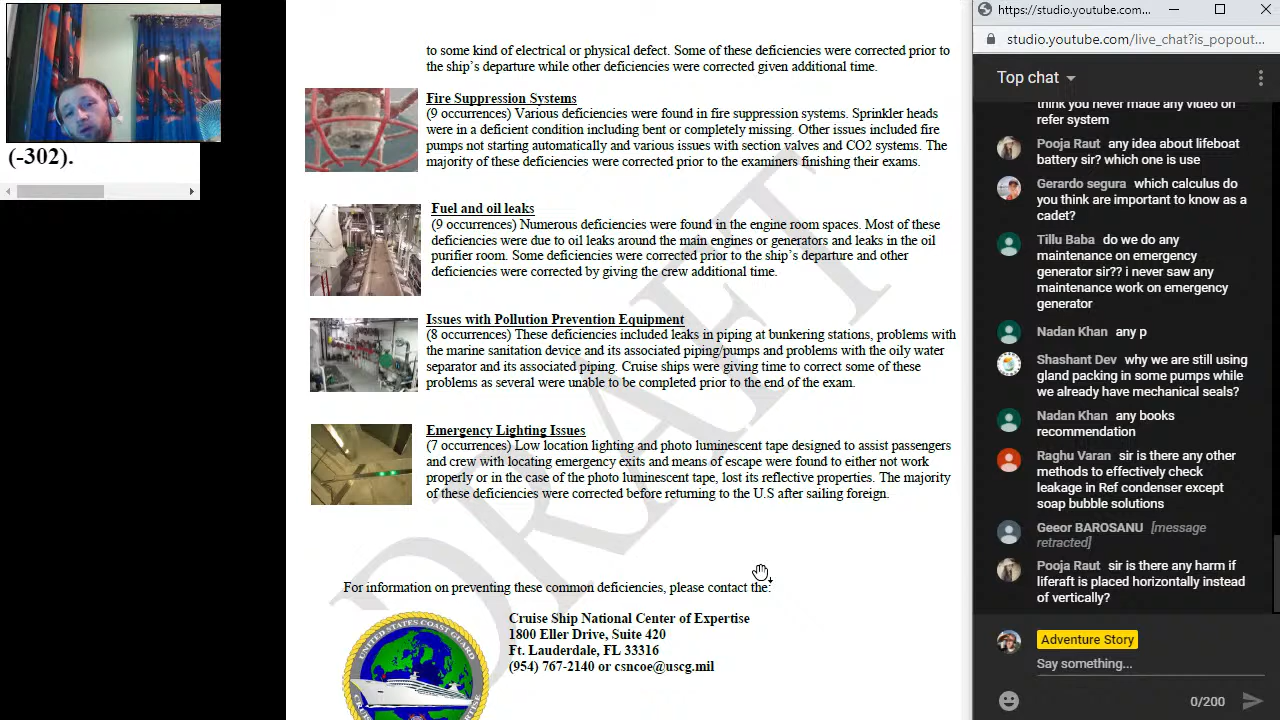 (-302).
to some kind of electrical or physical defect. Some of these deficiencies were corrected prior to
the ship's departure while other deficiencies were corrected given additional time.
Fire Suppression Systems
(9 occurrences) Various deficiencies were found in fire suppression systems. Sprinkler heads
were in a deficient condition including bent or completely missing. Other issues included fire
pumps not starting automatically and various issues with section valves and CO2 systems. The
majority of these deficiencies were corrected prior to the examiners finishing their exams.
Fuel and oil leaks
(9 occurrences) Numerous deficiencies were found in the engine room spaces. Most of these
deficiencies were due to oil leaks around the main engines or generators and leaks in the oil
purifier room. Some deficiencies were corrected prior to the ship's departure and other
deficiencies were corrected by giving the crew additional time.
Issues with Pollution Prevention Equipment
(8 occurrences) These deficiencies included leaks in piping at bunkering stations, problems with
the marine sanitation device and its associated piping/pumps and problems with the oily water
separator and its associated piping. Cruise ships were giving time to correct some of these
problems as several were unable to be completed prior to the end of the exam.
Emergency Lighting Issues
(7 occurrences) Low location lighting and photo luminescent tape designed to assist passengers
and crew with locating emergency exits and means of escape were found to either not work
properly or in the case of the photo luminescent tape, lost its reflective properties. The majority
of these deficiencies were corrected before returning to the U.S after sailing foreign.
DRAFT
For information on preventing these common deficiencies, please contact the:
Cruise Ship National Center of Expertise
1800 Eller Drive, Suite 420
Ft. Lauderdale, FL 33316
(954) 767-2140 or csncoe@uscg.mil
UNITED STATES COAST GUARD
https://studio.youtube.com...
studio.youtube.com/live_chat?is_popout...
Top chat
think you never made any video on
refer system
Pooja Raut any idea about lifeboat
battery sir? which one is use
Gerardo segura which calculus do
you think are important to know as a
cadet?
Tillu Baba do we do any
maintenance on emergency
generator sir?? i never saw any
maintenance work on emergency
generator
Nadan Khan any p
Shashant Dev why we are still using
gland packing in some pumps while
we already have mechanical seals?
Nadan Khan any books
recommendation
Raghu Varan sir is there any other
methods to effectively check
leakage in Ref condenser except
soap bubble solutions
Geeor BAROSANU [message
retracted]
Pooja Raut sir is there any harm if
liferaft is placed horizontally instead
of vertically?
Adventure Story
Say something...
0/200